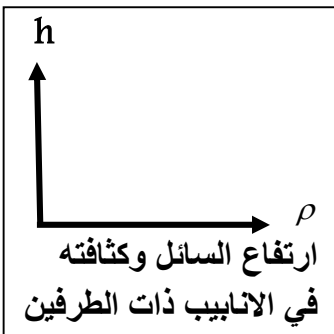 h
ρ
ارتفاع السائل وكثافته
في الانابيب ذات الطرفين